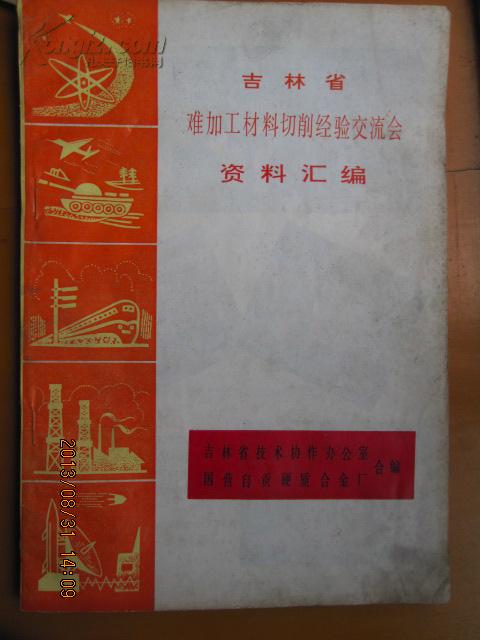 吉林省
难加工材料切削经验交流会
资料汇编
吉林省技术协作办公室
国营自贡硬质合金厂
合编
2013/08/31 14:09